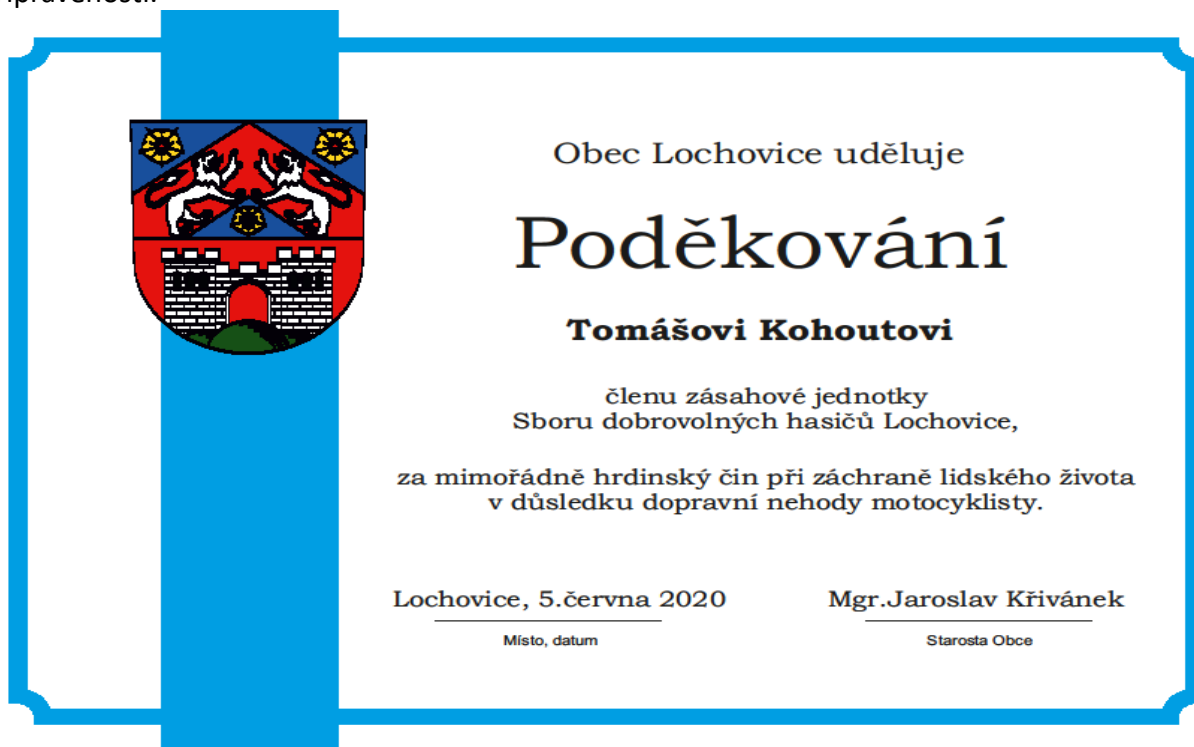 Obec Lochovice uděluje
Poděkování
Tomášovi Kohoutovi
členu zásahové jednotky
Sboru dobrovolných hasičů Lochovice,
za mimořádně hrdinský čin při záchraně lidského života
v důsledku dopravní nehody motocyklisty.
Lochovice, 5.června 2020 Mgr.Jaroslav Křivánek
Místo, datum Starosta Obce